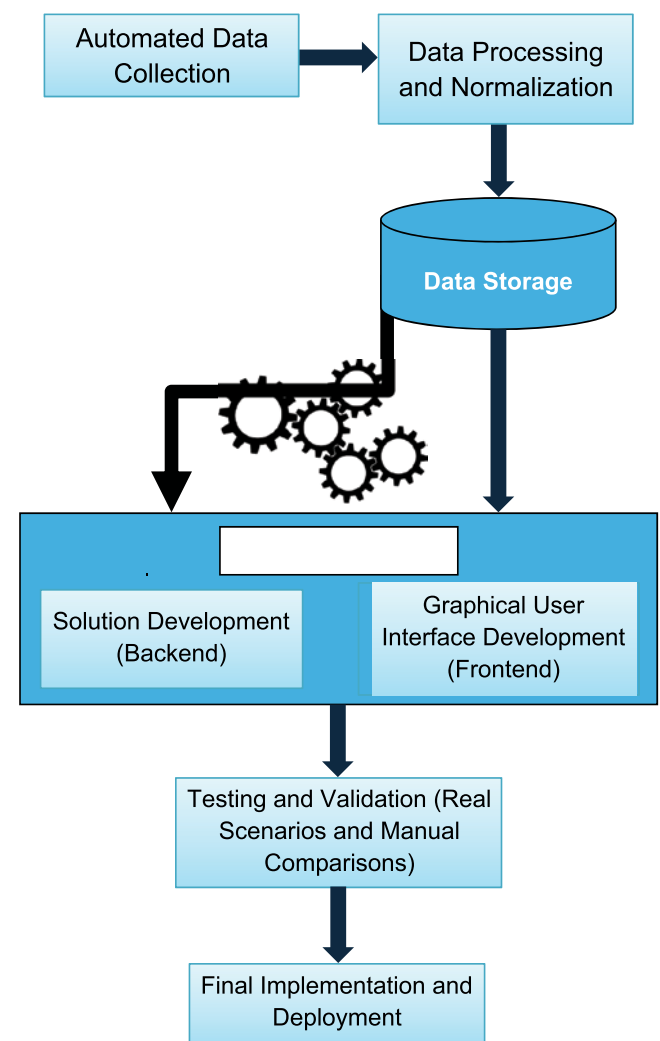 Automated Data
Collection
Data Processing
and Normalization
Data Storage
Solution Development
(Backend)
Graphical User
Interface Development
(Frontend)
Testing and Validation (Real
Scenarios and Manual
Comparisons)
Final Implementation and
Deployment